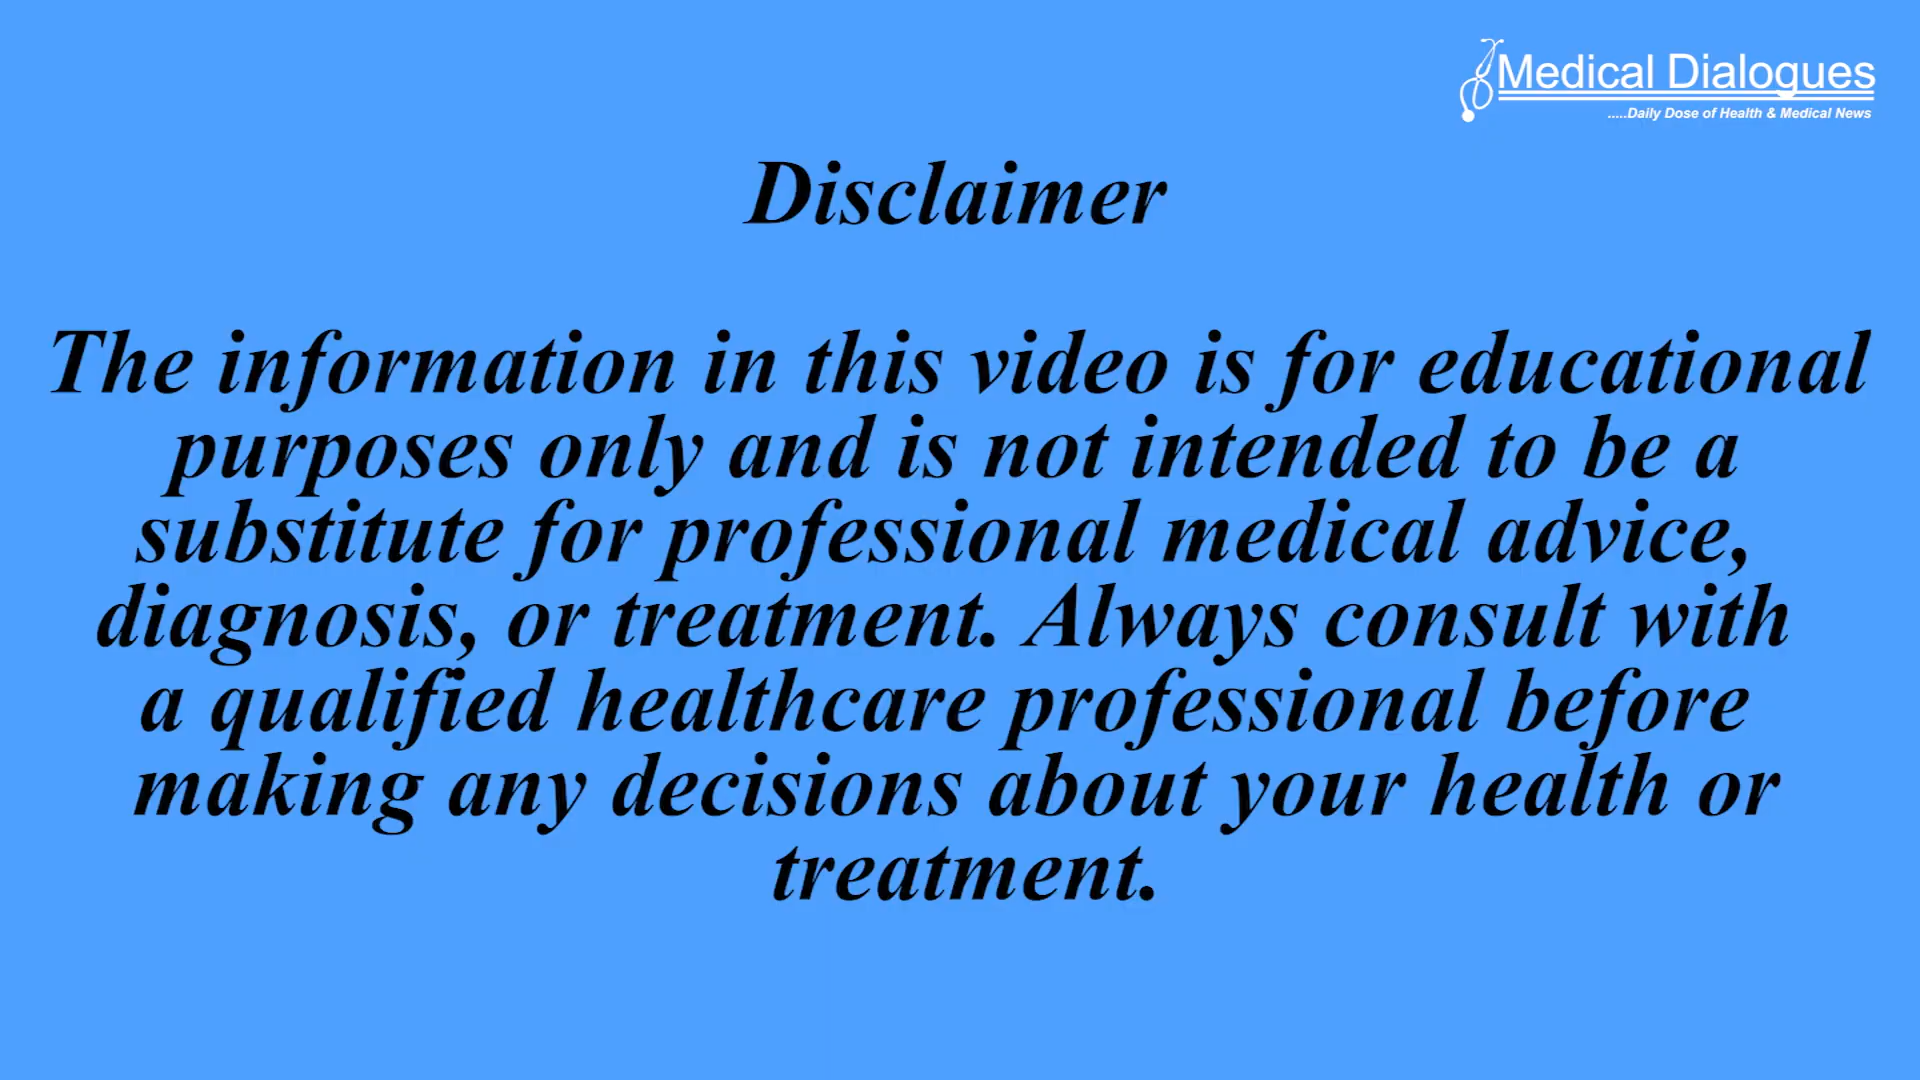 Medical Dialogues
.....Daily Dose of Health & Medical News
Disclaimer
The information in this video is for educational
purposes only and is not intended to be a
substitute for professional medical advice,
diagnosis, or treatment. Always consult with
a qualified healthcare professional before
making any decisions about your health or
treatment.